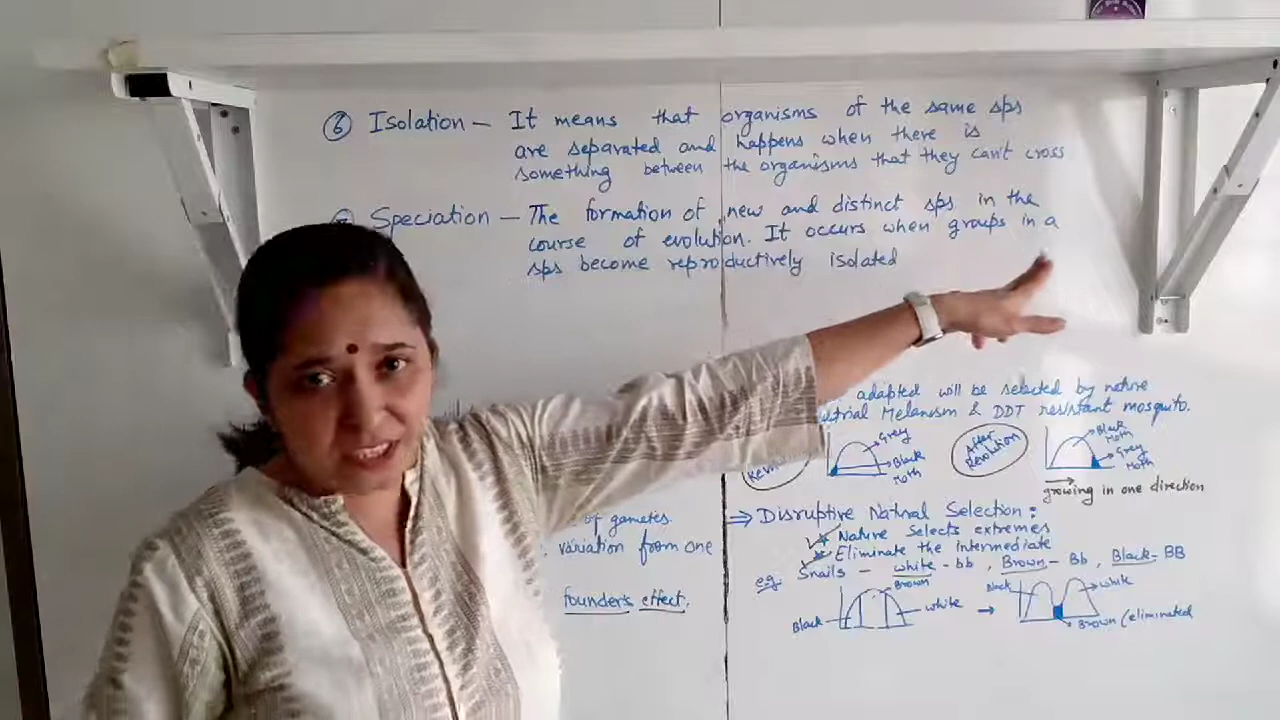 6 Isolation – It means that organisms of the same sps
are separated and happens when there is
something between the organisms that they can't cross
Speciation – The formation of new and distinct sps in the
course of evolution. It occurs when groups in a
sps become reproductively isolated
adapted will be selected by nature
Melanism & DDT resistant mosquito.
Grey
Black
Moth
After
Revolution
Black
Moth
Grey
Moth
growing in one direction
of gametes.
variation from one
founder's effect.
⇒ Disruptive Natural Selection :
Nature Selects extremes
Eliminate the intermediate
eg. Snails – white - bb , Brown – Bb , Black - BB
Brown
Black
white
→
Black
white
Brown (eliminated